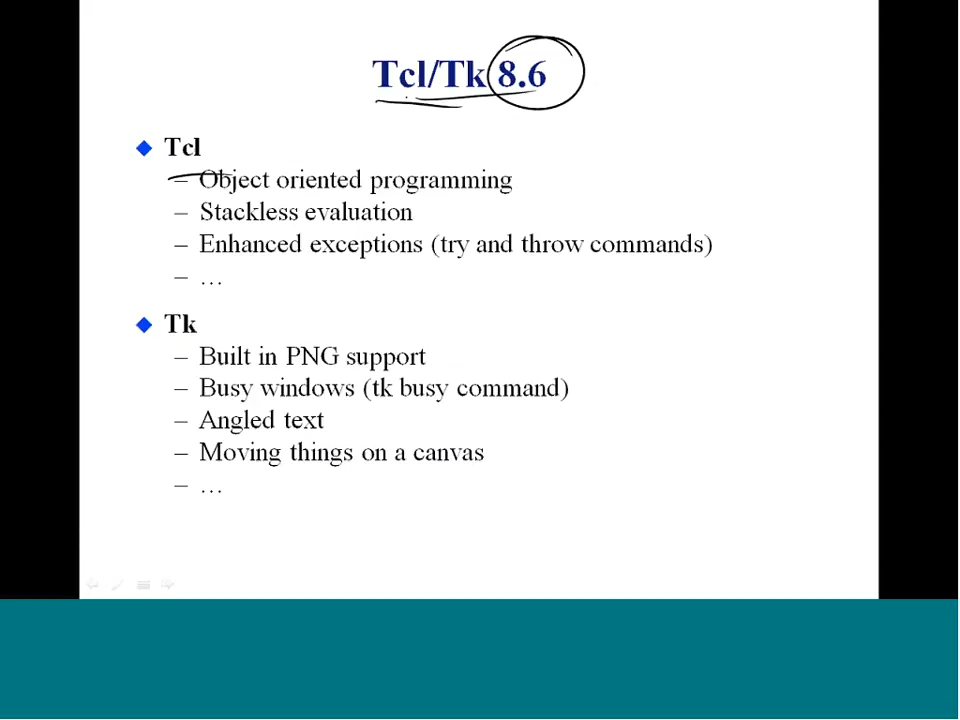 Tcl/Tk 8.6
Tcl
– Object oriented programming
– Stackless evaluation
– Enhanced exceptions (try and throw commands)
– …
Tk
– Built in PNG support
– Busy windows (tk busy command)
– Angled text
– Moving things on a canvas
– …